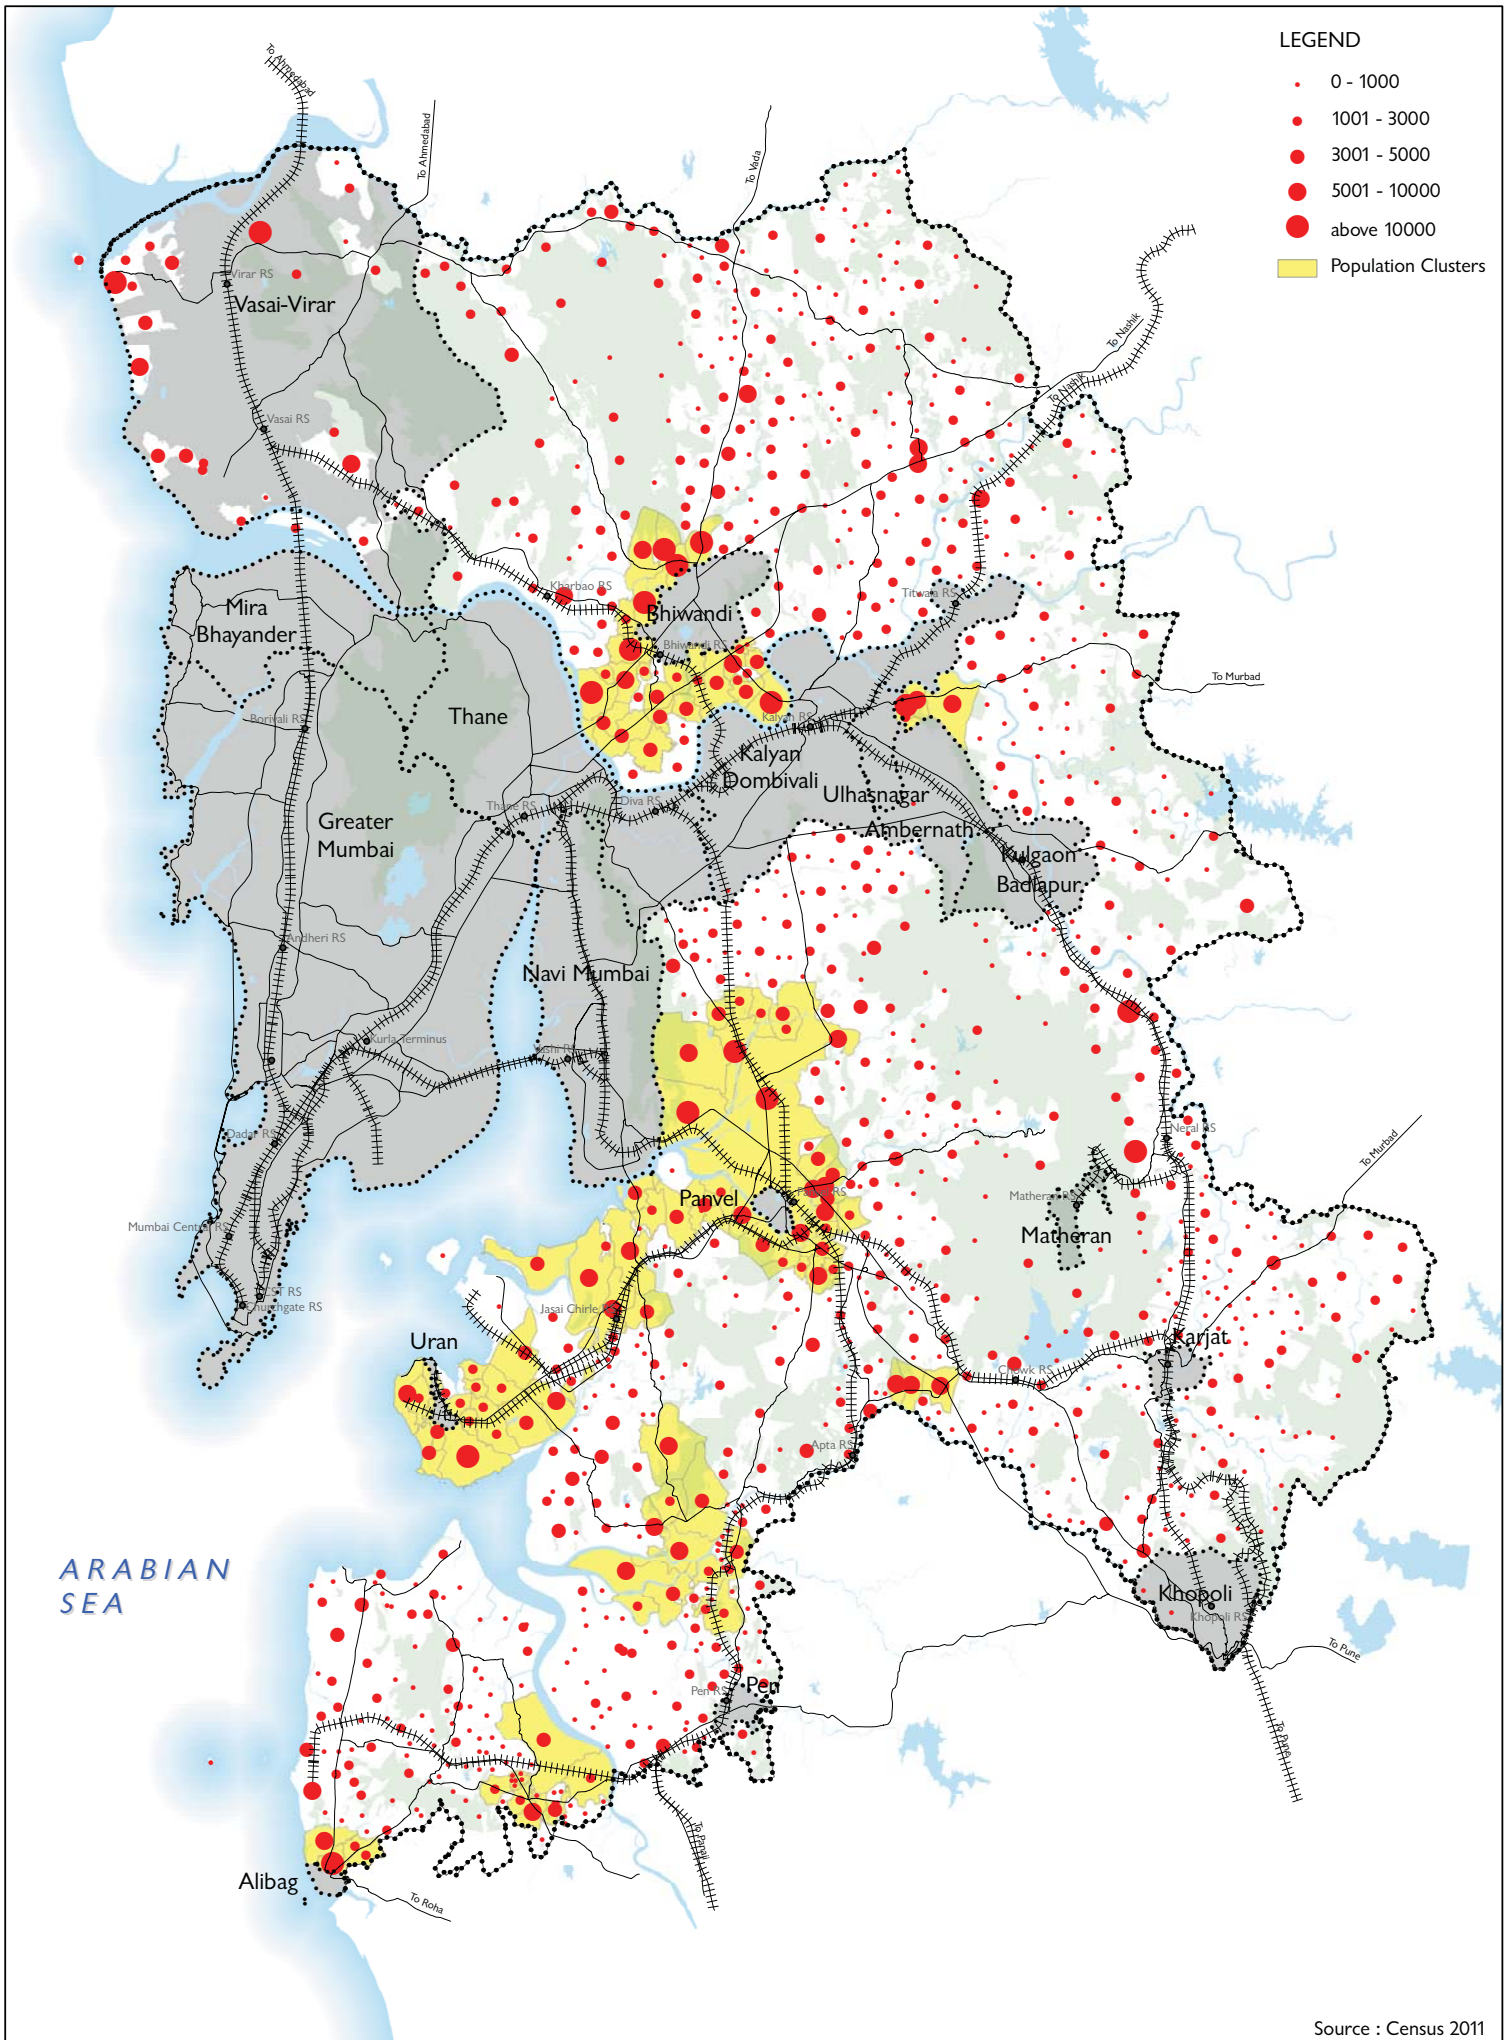 LEGEND
0 - 1000
1001 - 3000
3001 - 5000
5001 - 10000
above 10000
Population Clusters
To Ahmedabad
To Ahmedabad
To Vada
To Nashik
To Nashik
Virar RS
Vasai-Virar
Vasai RS
Kharbao RS
Titwala RS
Mira
Bhayander
Bhiwandi
Bhiwandi RS
To Murbad
Borivali RS
Thane
Kalyan RS
Kalyan
Dombivali
Ulhasnagar
Thane RS
Diva RS
Greater
Mumbai
Ambernath
Kulgaon
Badlapur
Andheri RS
Navi Mumbai
Kurla Terminus
Vashi RS
Dadar RS
Neral RS
To Murbad
Panvel
Panvel RS
Matheran RS
Mumbai Central RS
Matheran
CST RS
Churchgate RS
Jasai Chirle RS
Uran
Karjat
Chowk RS
Apta RS
ARABIAN
SEA
Khopoli
Khopoli RS
To Pune
Pen RS
Pen
To Pune
To Panaji
Alibag
To Roha
Source : Census 2011